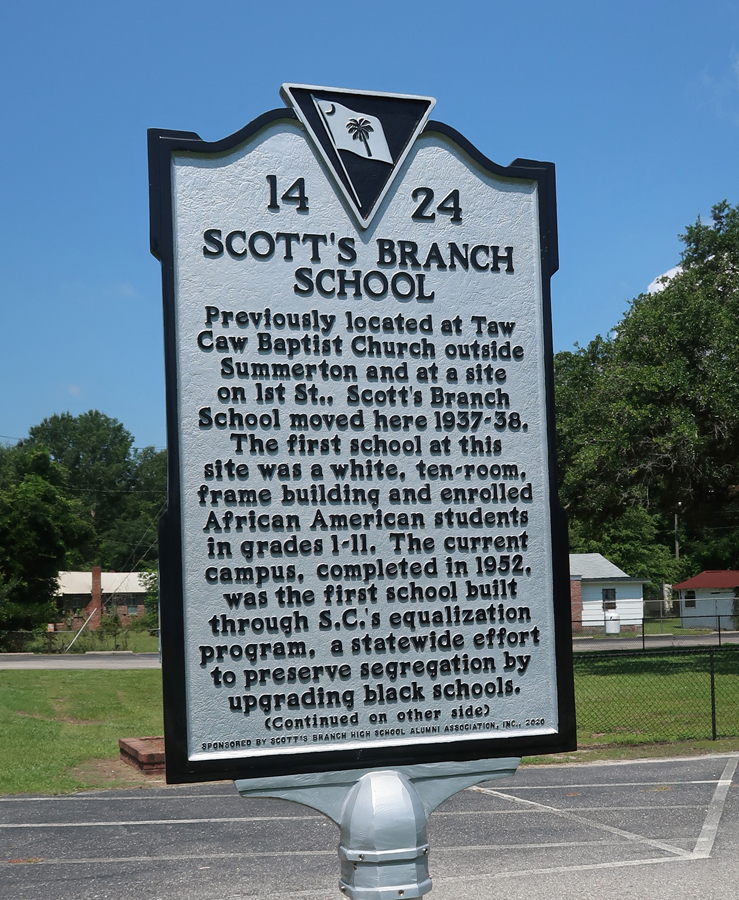 14 24
SCOTT'S BRANCH
SCHOOL
Previously located at Taw
Caw Baptist Church outside
Summerton and at a site
on 1st St., Scott's Branch
School moved here 1937-38.
The first school at this
site was a white, ten-room,
frame building and enrolled
African American students
in grades 1-11. The current
campus, completed in 1952,
was the first school built
through S.C.'s equalization
program, a statewide effort
to preserve segregation by
upgrading black schools.
(Continued on other side)
SPONSORED BY SCOTT'S BRANCH HIGH SCHOOL ALUMNI ASSOCIATION, INC., 2020